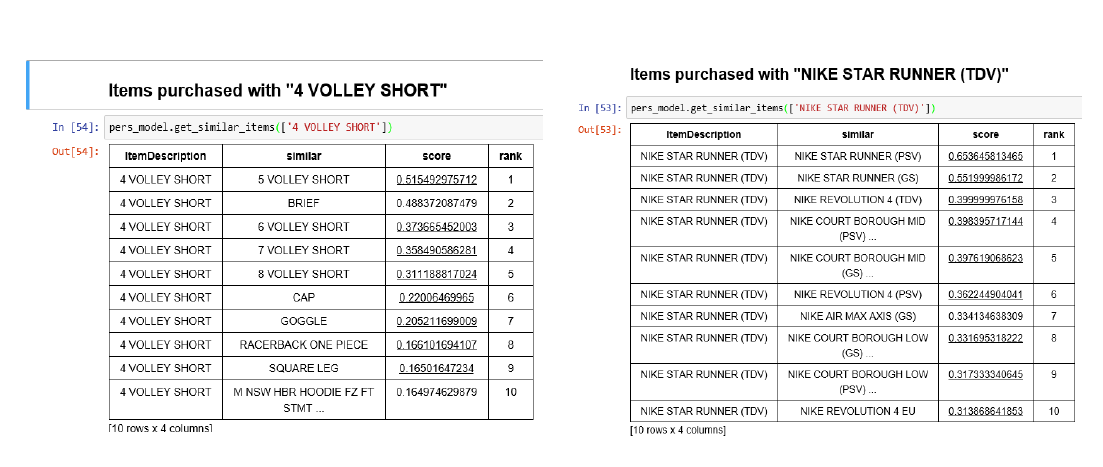 Items purchased with "4 VOLLEY SHORT"
In [54]: pers_model.get_similar_items(['4 VOLLEY SHORT'])
Out[54]:
ItemDescription similar score rank
4 VOLLEY SHORT 5 VOLLEY SHORT 0.515492975712 1
4 VOLLEY SHORT BRIEF 0.488372087479 2
4 VOLLEY SHORT 6 VOLLEY SHORT 0.373665452003 3
4 VOLLEY SHORT 7 VOLLEY SHORT 0.358490586281 4
4 VOLLEY SHORT 8 VOLLEY SHORT 0.311188817024 5
4 VOLLEY SHORT CAP 0.22006469965 6
4 VOLLEY SHORT GOGGLE 0.205211699009 7
4 VOLLEY SHORT RACERBACK ONE PIECE 0.166101694107 8
4 VOLLEY SHORT SQUARE LEG 0.16501647234 9
4 VOLLEY SHORT M NSW HBR HOODIE FZ FT 0.164974629879 10
STMT ...
[10 rows x 4 columns]
Items purchased with "NIKE STAR RUNNER (TDV)"
In [53]: pers_model.get_similar_items(['NIKE STAR RUNNER (TDV)'])
Out[53]:
ItemDescription similar score rank
NIKE STAR RUNNER (TDV) NIKE STAR RUNNER (PSV) 0.653645813465 1
NIKE STAR RUNNER (TDV) NIKE STAR RUNNER (GS) 0.551999986172 2
NIKE STAR RUNNER (TDV) NIKE REVOLUTION 4 (TDV) 0.399999976158 3
NIKE STAR RUNNER (TDV) NIKE COURT BOROUGH MID 0.398395717144 4
(PSV) ...
NIKE STAR RUNNER (TDV) NIKE COURT BOROUGH MID 0.397619068623 5
(GS) ...
NIKE STAR RUNNER (TDV) NIKE REVOLUTION 4 (PSV) 0.362244904041 6
NIKE STAR RUNNER (TDV) NIKE AIR MAX AXIS (GS) 0.334134638309 7
NIKE STAR RUNNER (TDV) NIKE COURT BOROUGH LOW 0.331695318222 8
(GS) ...
NIKE STAR RUNNER (TDV) NIKE COURT BOROUGH LOW 0.317333340645 9
(PSV) ...
NIKE STAR RUNNER (TDV) NIKE REVOLUTION 4 EU 0.313868641853 10
[10 rows x 4 columns]